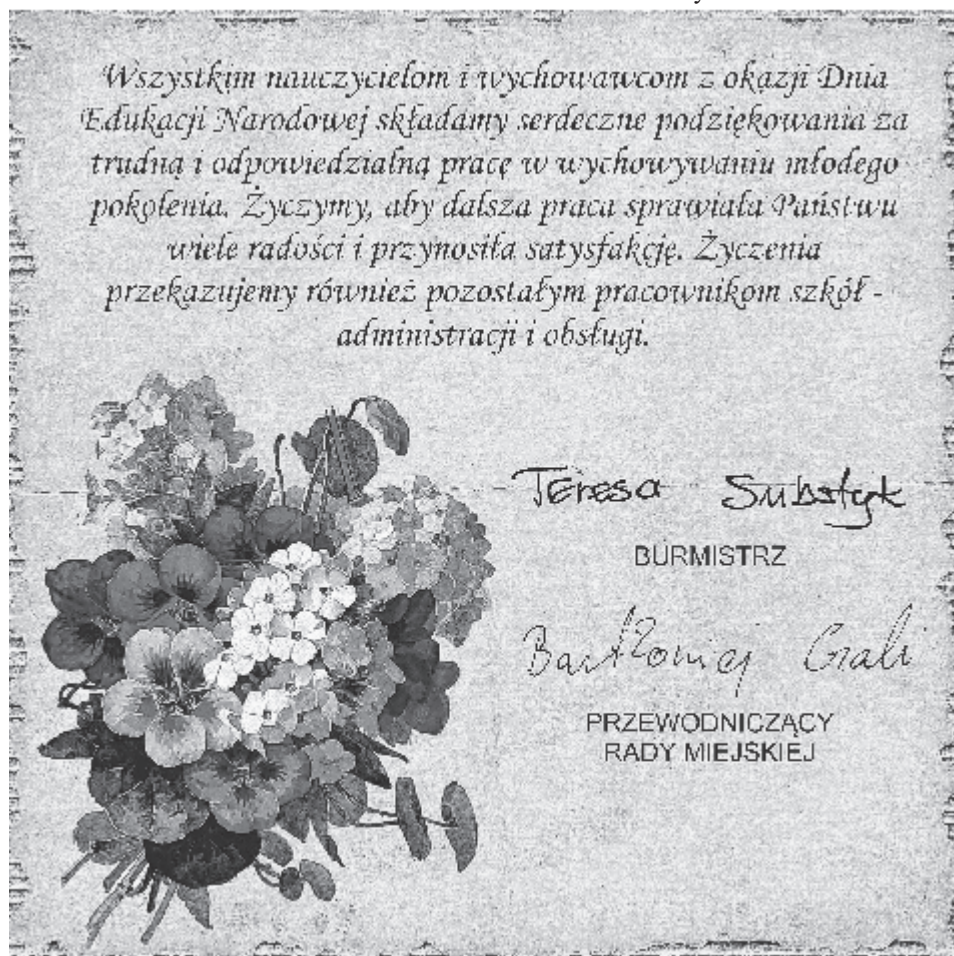 Wszystkim nauczycielom i wychowawcom z okazji Dnia
Edukacji Narodowej składamy serdeczne podziękowania za
trudną i odpowiedzialną pracę w wychowywaniu młodego
pokolenia. Życzymy, aby dalsza praca sprawiała Państwu
wiele radości i przynosiła satysfakcję. Życzenia
przekazujemy również pozostałym pracownikom szkół -
administracji i obsługi.
Teresa Substyk
BURMISTRZ
Bartłomiej Grali
PRZEWODNICZĄCY
RADY MIEJSKIEJ